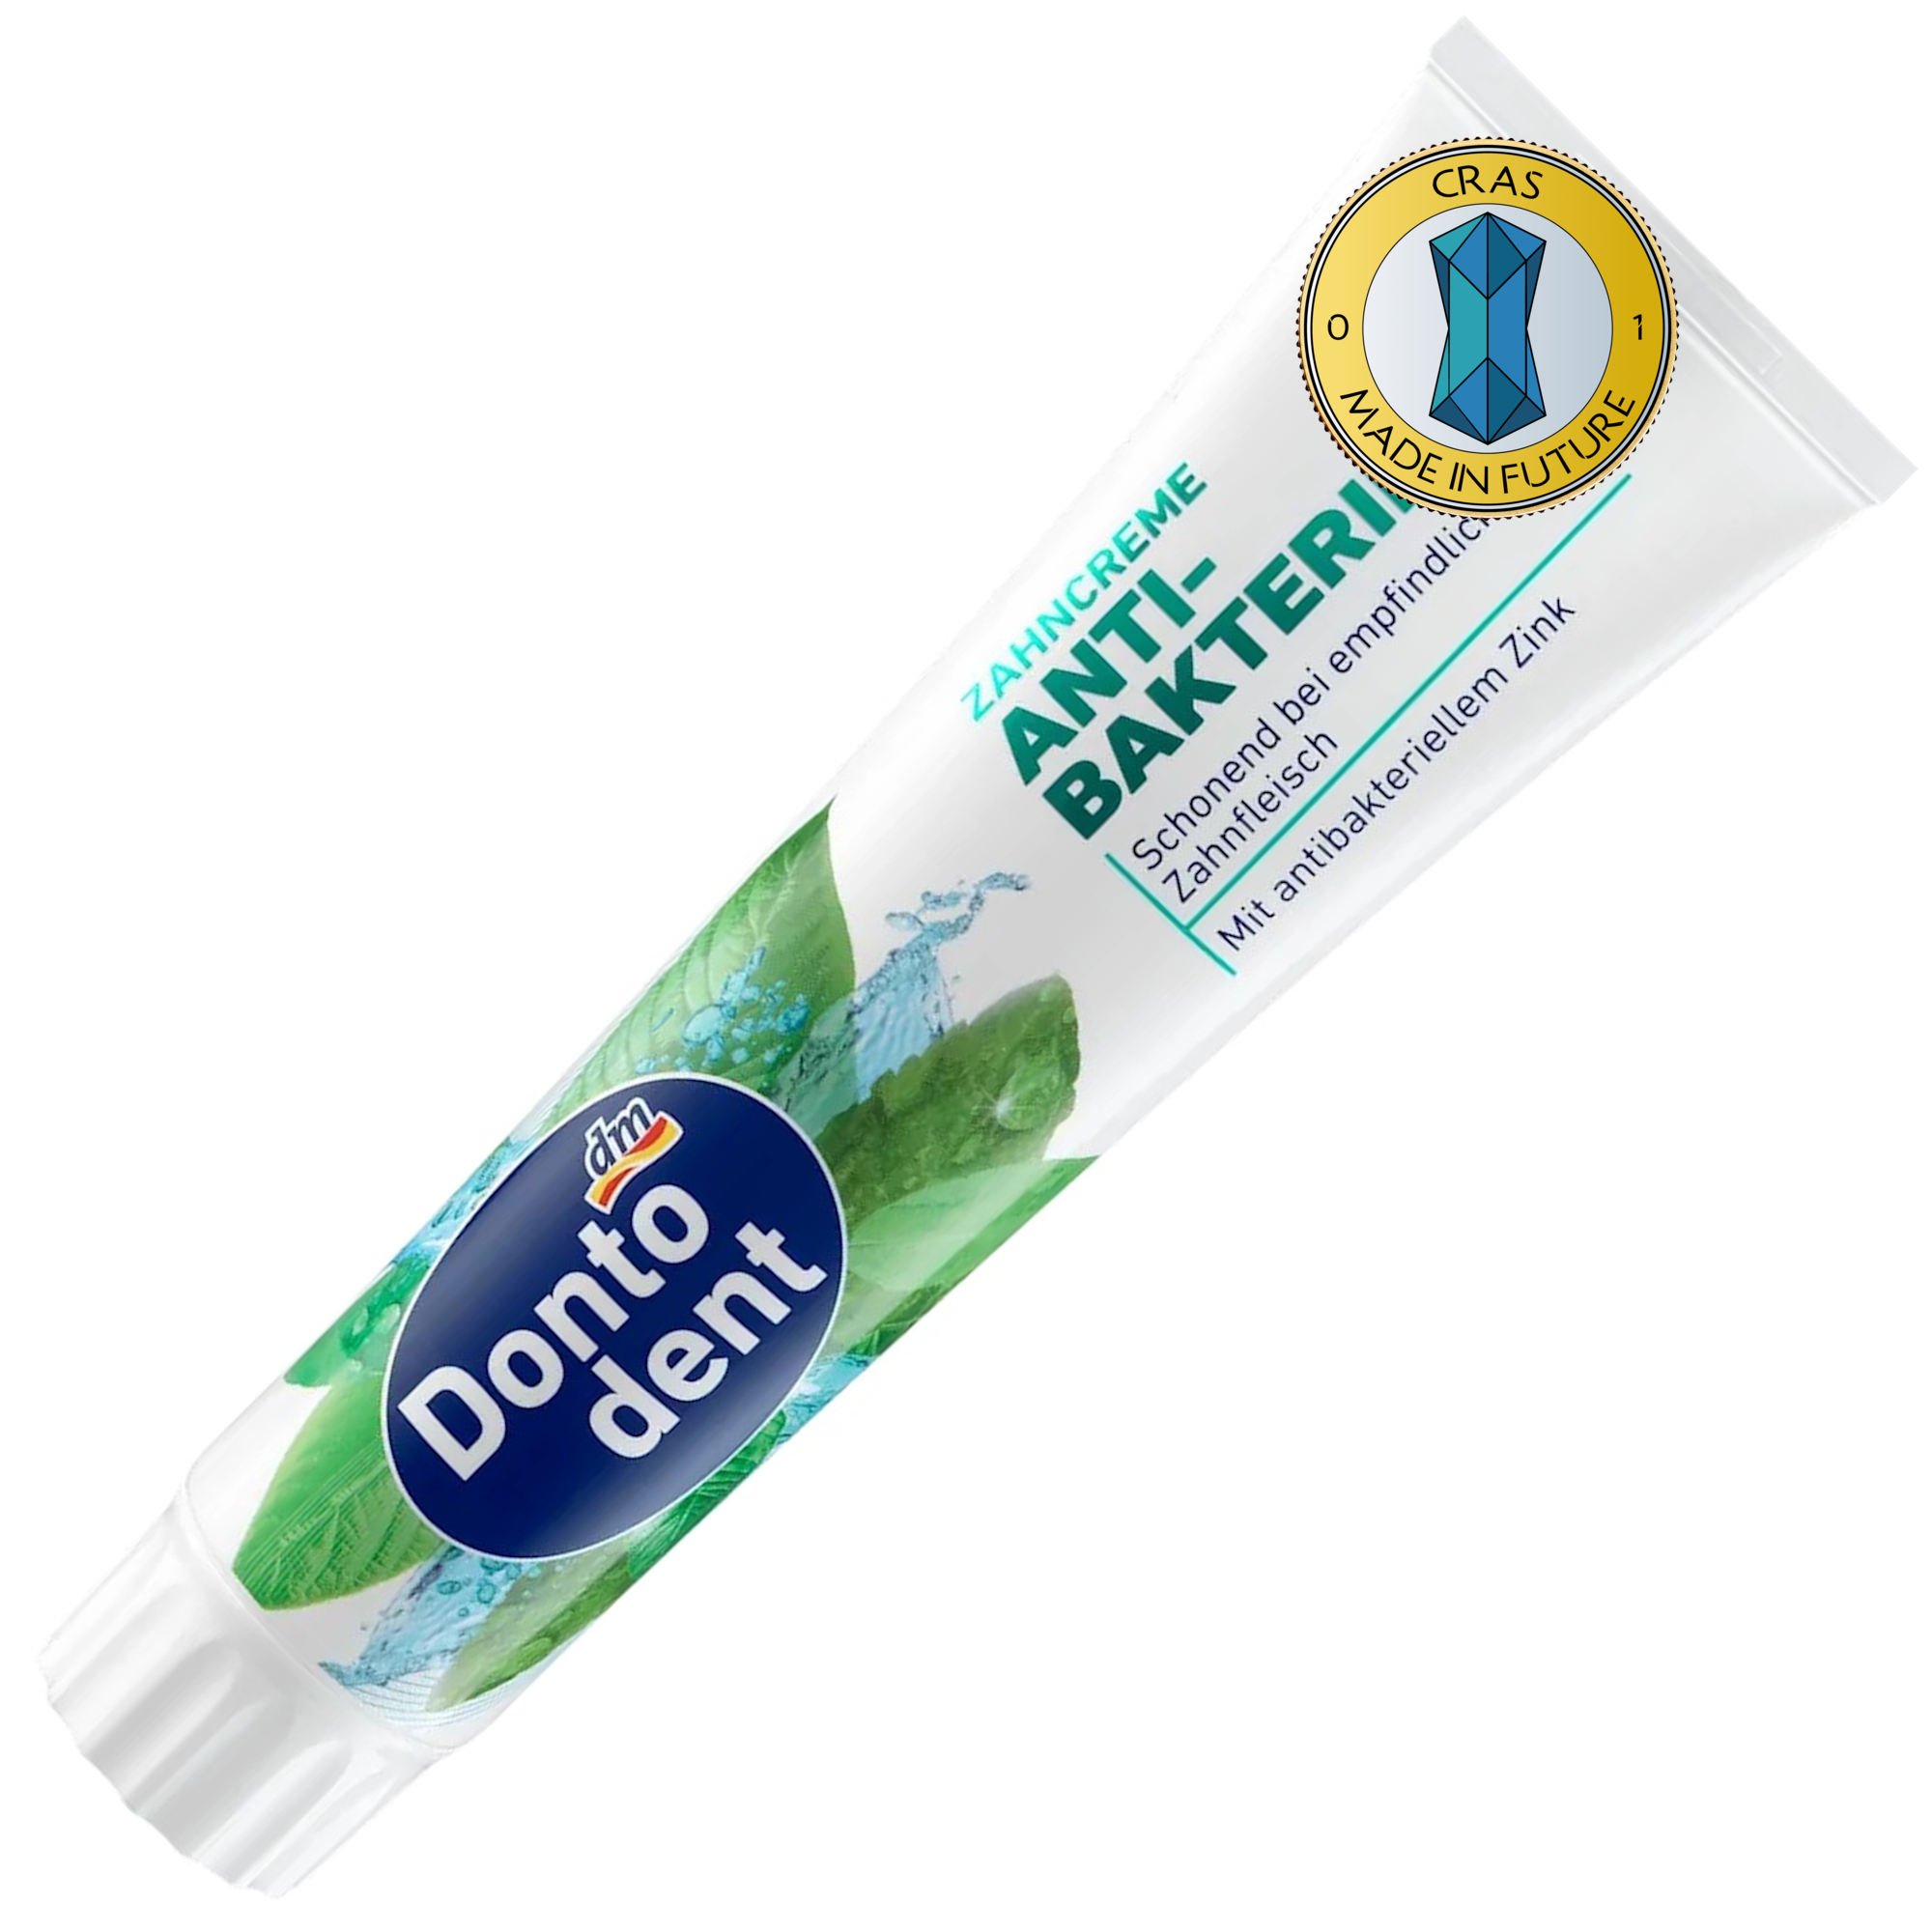 CRAS
0 1
MADE IN FUTURE
ZAHNCREME
ANTI-
Schonend bei
Zahnfleisch
Mit antibakteriellem Zink
dm
Donto
dent